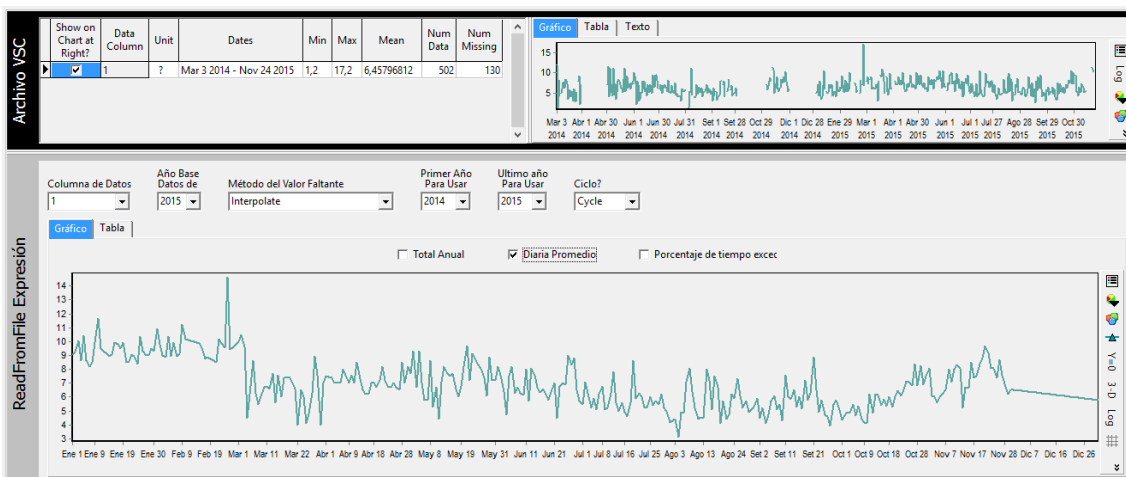 Archivo VSC
Show on Chart at Right? Data Column Unit Dates Min Max Mean Num Data Num Missing
1 ? Mar 3 2014 - Nov 24 2015 1,2 17,2 6,45796812 502 130
Gráfico Tabla Texto
15
10
5
Mar 3 Abr 1 Abr 30 Jun 1 Jun 30 Jul 31 Set 1 Set 28 Oct 29 Dic 1 Dic 28 Ene 29 Mar 1 Abr 1 Abr 30 Jun 1 Jul 1 Jul 27 Ago 28 Set 29 Oct 30
2014 2014 2014 2014 2014 2014 2014 2014 2014 2014 2014 2015 2015 2015 2015 2015 2015 2015 2015 2015 2015
Log
ReadFromFile Expresión
Columna de Datos Año Base Datos de Método del Valor Faltante Primer Año Para Usar Ultimo año Para Usar Ciclo?
1 2015 Interpolate 2014 2015 Cycle
Gráfico Tabla
Total Anual Diaria Promedio Porcentaje de tiempo exced
14
13
12
11
10
9
8
7
6
5
4
3
Ene 1 Ene 9 Ene 19 Ene 30 Feb 9 Feb 19 Mar 1 Mar 11 Mar 22 Abr 1 Abr 9 Abr 18 Abr 28 May 8 May 19 May 31 Jun 11 Jun 21 Jul 1 Jul 8 Jul 16 Jul 25 Ago 3 Ago 13 Ago 24 Set 2 Set 11 Set 21 Oct 1 Oct 9 Oct 18 Oct 28 Nov 7 Nov 17 Nov 28 Dic 7 Dic 16 Dic 26
Y=0
3-D
Log